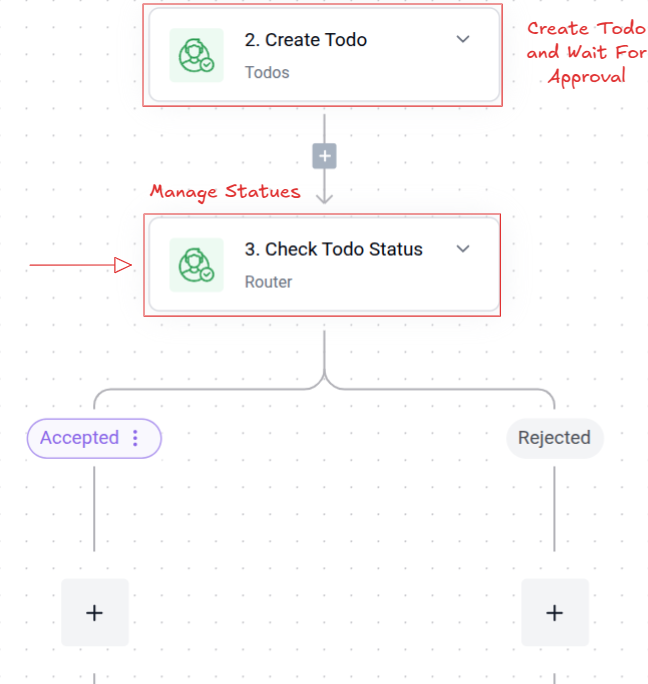 2. Create Todo
Todos
Create Todo
and Wait For
Approval
Manage Statues
3. Check Todo Status
Router
Accepted
Rejected